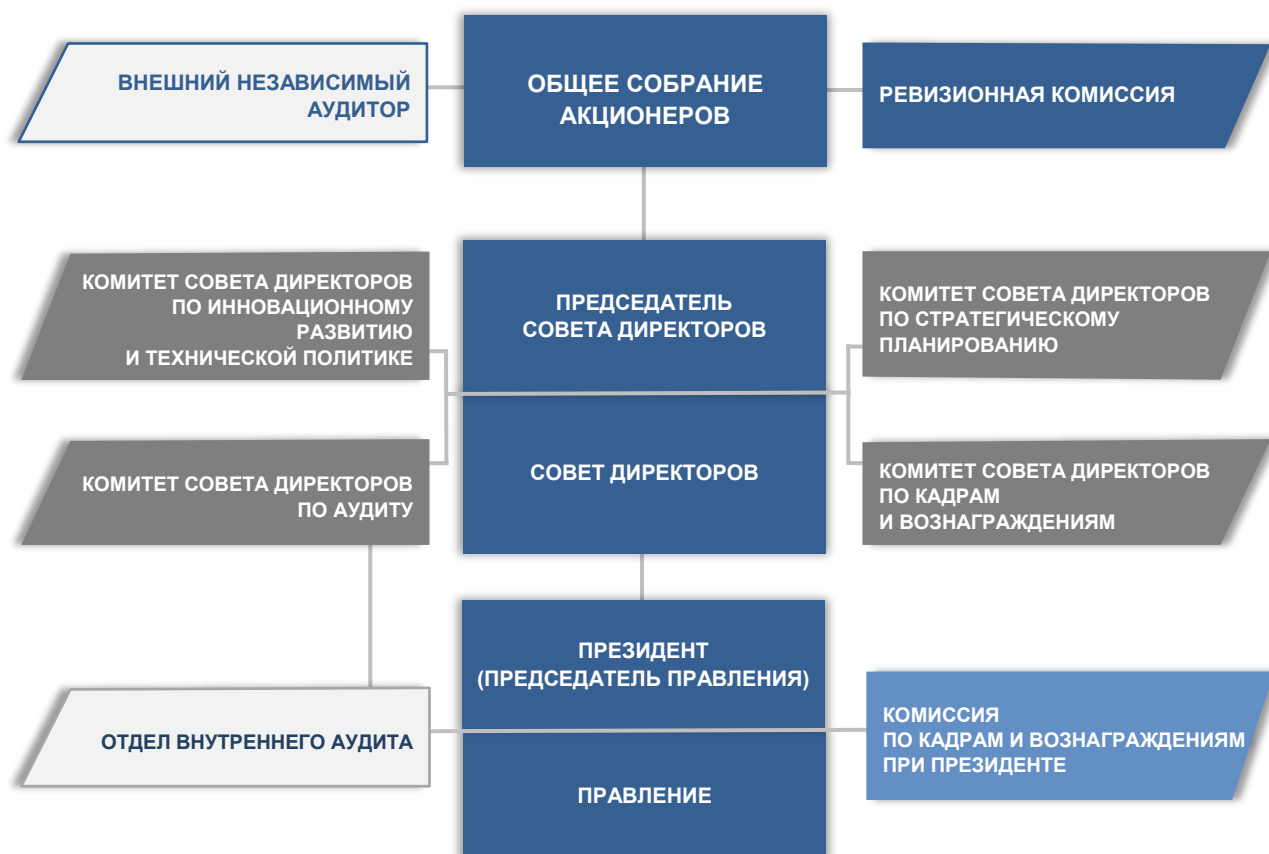 ВНЕШНИЙ НЕЗАВИСИМЫЙ
АУДИТОР
ОБЩЕЕ СОБРАНИЕ
АКЦИОНЕРОВ
РЕВИЗИОННАЯ КОМИССИЯ
КОМИТЕТ СОВЕТА ДИРЕКТОРОВ
ПО ИННОВАЦИОННОМУ
РАЗВИТИЮ
И ТЕХНИЧЕСКОЙ ПОЛИТИКЕ
ПРЕДСЕДАТЕЛЬ
СОВЕТА ДИРЕКТОРОВ
КОМИТЕТ СОВЕТА ДИРЕКТОРОВ
ПО СТРАТЕГИЧЕСКОМУ
ПЛАНИРОВАНИЮ
КОМИТЕТ СОВЕТА ДИРЕКТОРОВ
ПО АУДИТУ
СОВЕТ ДИРЕКТОРОВ
КОМИТЕТ СОВЕТА ДИРЕКТОРОВ
ПО КАДРАМ
И ВОЗНАГРАЖДЕНИЯМ
ПРЕЗИДЕНТ
(ПРЕДСЕДАТЕЛЬ ПРАВЛЕНИЯ)
ОТДЕЛ ВНУТРЕННЕГО АУДИТА
КОМИССИЯ
ПО КАДРАМ И ВОЗНАГРАЖДЕНИЯМ
ПРИ ПРЕЗИДЕНТЕ
ПРАВЛЕНИЕ